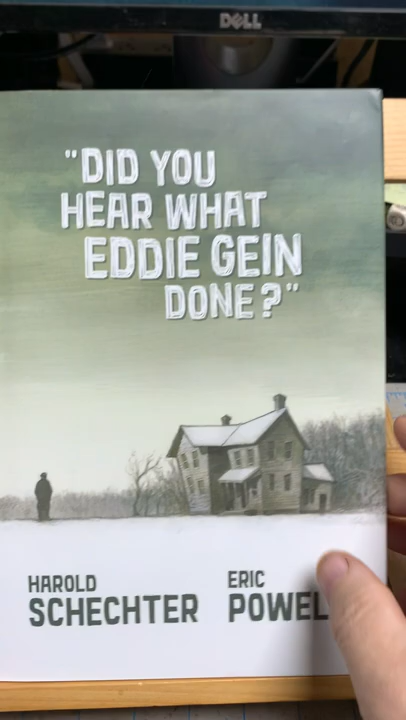 DELL
"DID YOU
HEAR WHAT
EDDIE GEIN
DONE?"
HAROLD
SCHECHTER
ERIC
POWEL